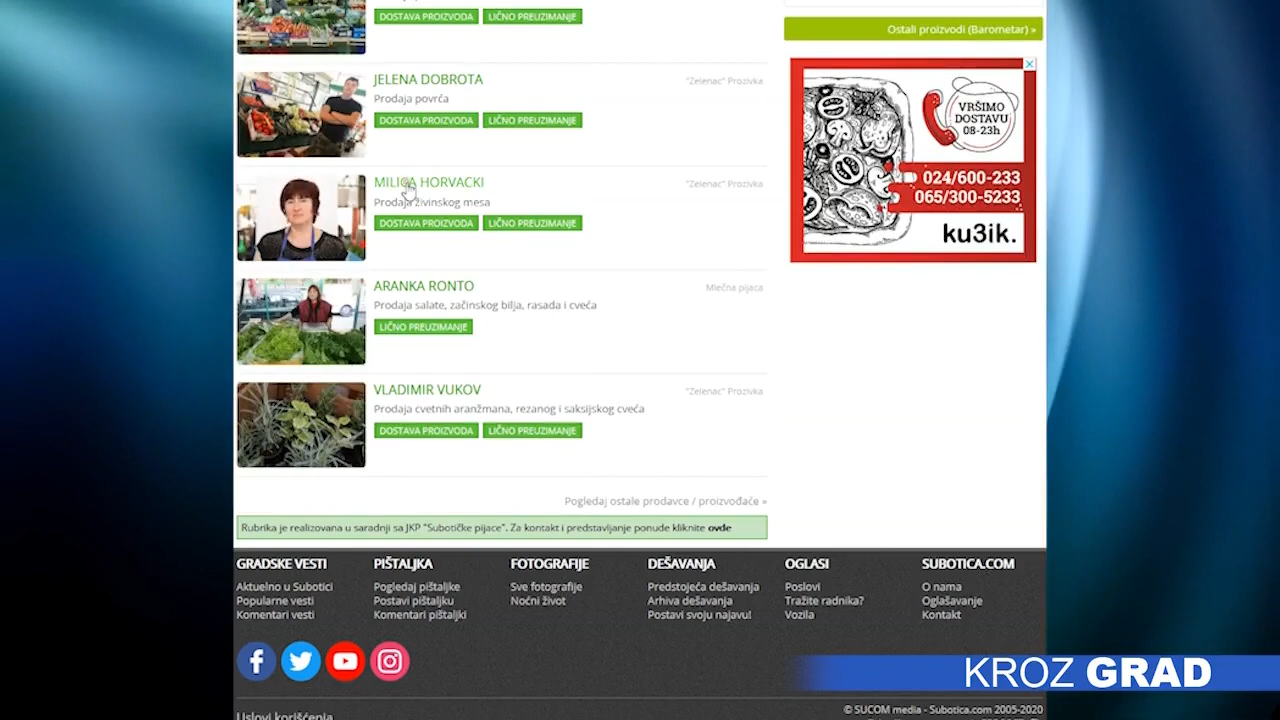 DOSTAVA PROIZVODA LIČNO PREUZIMANJE
JELENA DOBROTA
"Zelenac" Prozivka
Prodaja povrća
DOSTAVA PROIZVODA LIČNO PREUZIMANJE
MILICA HORVACKI
"Zelenac" Prozivka
Prodaja živinskog mesa
DOSTAVA PROIZVODA LIČNO PREUZIMANJE
ARANKA RONTO
Mlečna pijaca
Prodaja salate, začinskog bilja, rasada i cveća
LIČNO PREUZIMANJE
VLADIMIR VUKOV
"Zelenac" Prozivka
Prodaja cvetnih aranžmana, rezanog i saksijskog cveća
DOSTAVA PROIZVODA LIČNO PREUZIMANJE
Pogledaj ostale prodavce / proizvođače »
Rubrika je realizovana u saradnji sa JKP "Subotičke pijace". Za kontakt i predstavljanje ponude kliknite ovde
Ostali proizvodi (Barometar) »
VRŠIMO
DOSTAVU
08-23h
024/600-233
065/300-5233
ku3ik.
GRADSKE VESTI
Aktuelno u Subotici
Popularne vesti
Komentari vesti
PIŠTALJKA
Pogledaj pištaljke
Postavi pištaljku
Komentari pištaljki
FOTOGRAFIJE
Sve fotografije
Noćni život
DEŠAVANJA
Predstojeća dešavanja
Arhiva dešavanja
Postavi svoju najavu!
OGLASI
Poslovi
Tražite radnika?
Vozila
SUBOTICA.COM
O nama
Oglašavanje
Kontakt
KROZ GRAD
© SUCOM media - Subotica.com 2005-2020
Uslovi korišćenja